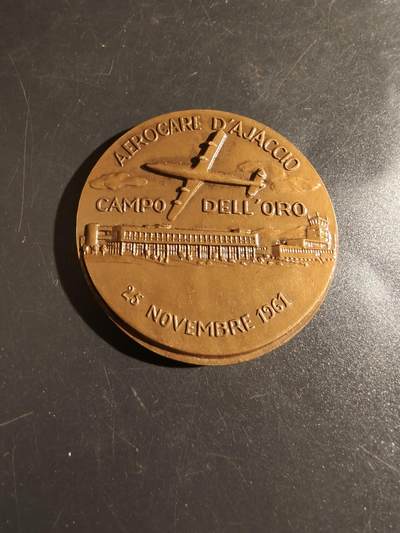 AEROGARE D'AJACCIO
CAMPO DELL'ORO
25 NOVEMBRE 1961